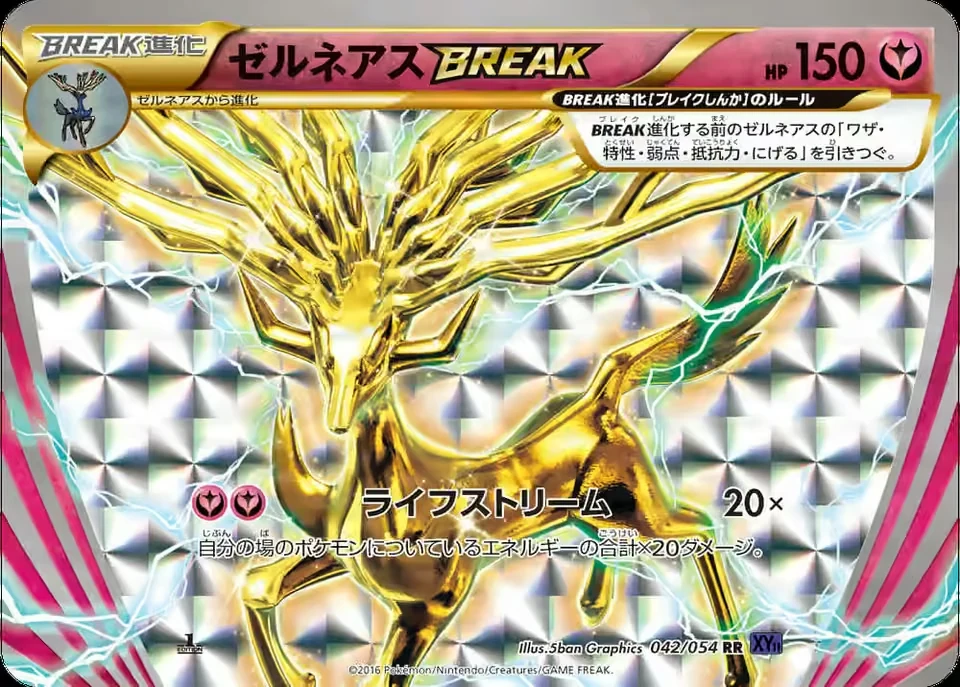 BREAK進化
ゼルネアスBREAK
HP 150
ゼルネアスから進化
BREAK進化[ブレイクしんか]のルール
BREAK進化する前のゼルネアスの「ワザ・
特性・弱点・抵抗力・にげる」を引きつぐ。
ライフストリーム 20×
自分の場のポケモンについているエネルギーの合計×20ダメージ。
1 EDITION
Illus.5ban Graphics 042/054 RR XY11
©2016 Pokémon/Nintendo/Creatures/GAME FREAK.